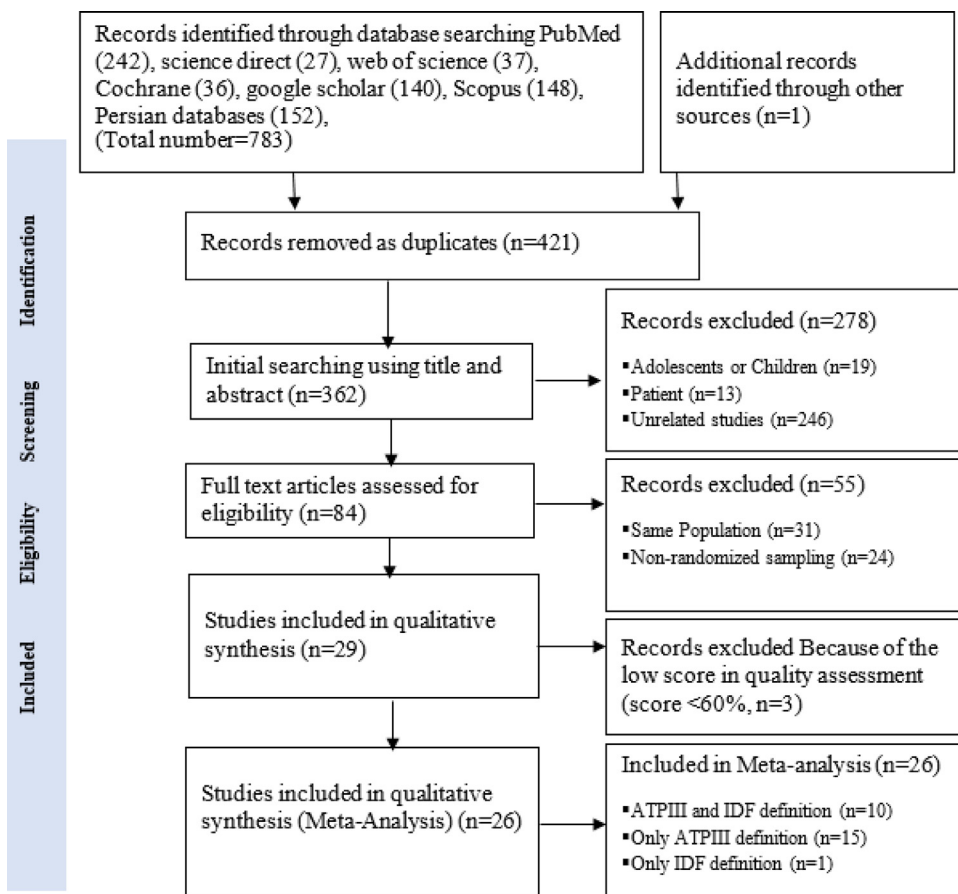 Records identified through database searching PubMed
(242), science direct (27), web of science (37),
Cochrane (36), google scholar (140), Scopus (148),
Persian databases (152),
(Total number=783)
Additional records
identified through other
sources (n=1)
Identification
Records removed as duplicates (n=421)
Screening
Initial searching using title and
abstract (n=362)
Records excluded (n=278)
▪Adolescents or Children (n=19)
▪Patient (n=13)
▪Unrelated studies (n=246)
Eligibility
Full text articles assessed for
eligibility (n=84)
Records excluded (n=55)
▪Same Population (n=31)
▪Non-randomized sampling (n=24)
Included
Studies included in qualitative
synthesis (n=29)
Records excluded Because of the
low score in quality assessment
(score <60%, n=3)
Studies included in qualitative
synthesis (Meta-Analysis) (n=26)
Included in Meta-analysis (n=26)
▪ATPIII and IDF definition (n=10)
▪Only ATPIII definition (n=15)
▪Only IDF definition (n=1)